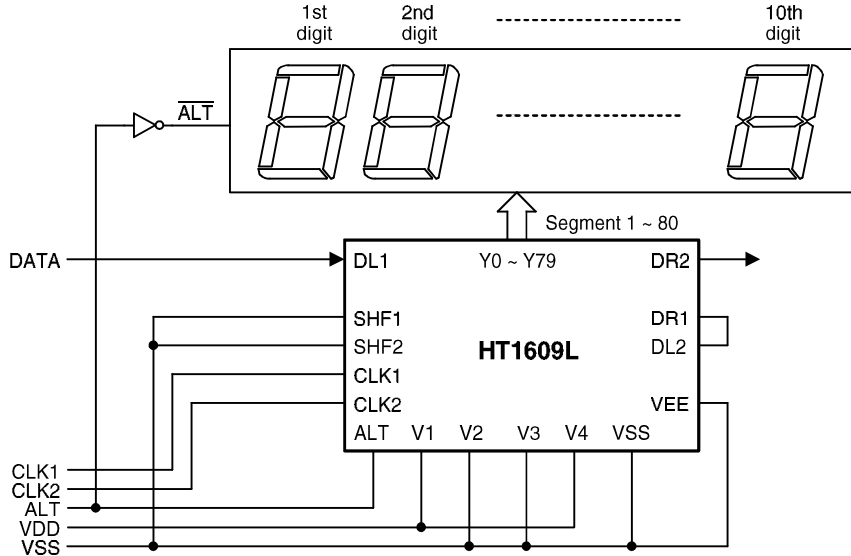 1st digit
2nd digit
10th digit
ALT
Segment 1 ~ 80
DATA
DL1
Y0 ~ Y79
DR2
SHF1
DR1
SHF2
HT1609L
DL2
CLK1
CLK2
VEE
ALT V1 V2 V3 V4 VSS
CLK1
CLK2
ALT
VDD
VSS